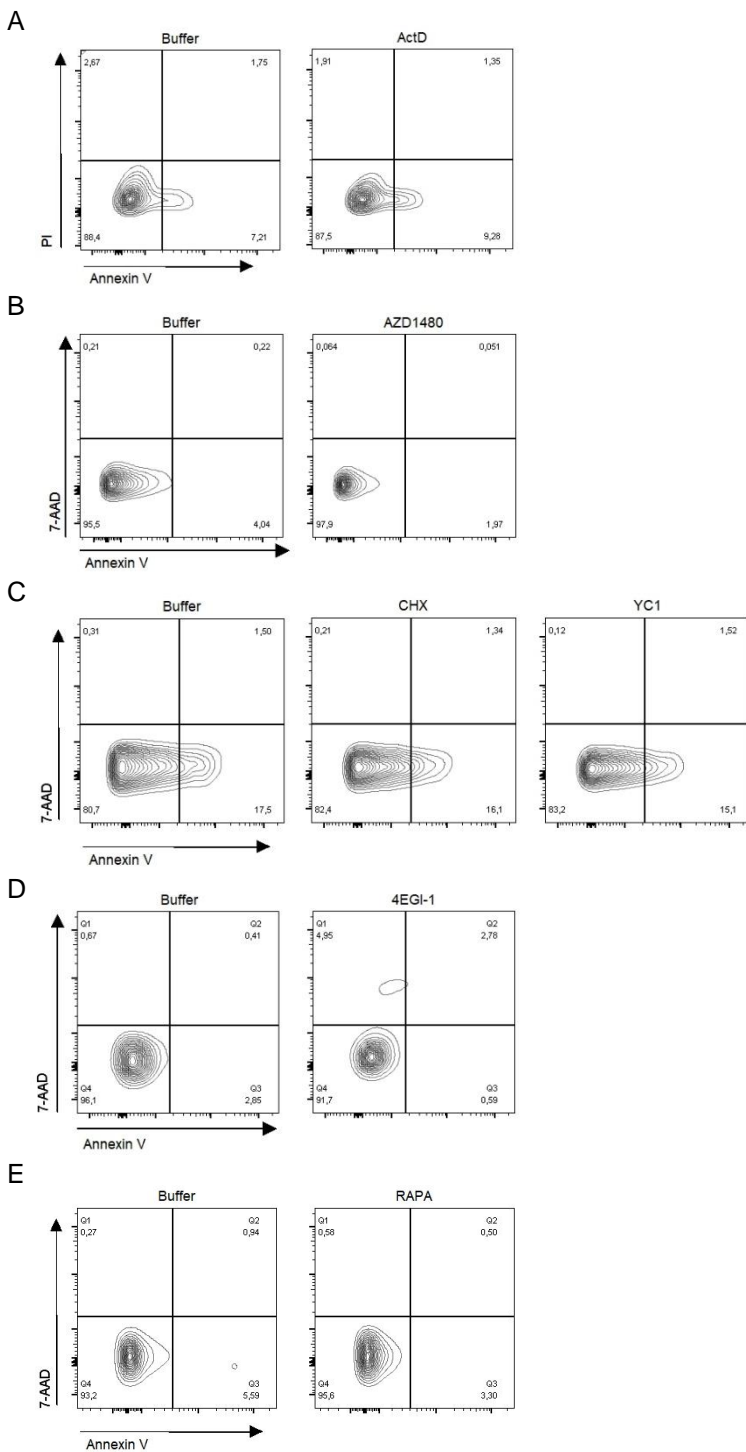 A
Buffer
ActD
2,67
1,75
1,91
1,35
PI
88,4
7,21
87,5
9,28
Annexin V
B
Buffer
AZD1480
0,21
0,22
0,064
0,051
7-AAD
95,5
4,04
97,9
1,97
Annexin V
C
Buffer
CHX
YC1
0,31
1,50
0,21
1,34
0,12
1,52
7-AAD
80,7
17,5
82,4
16,1
83,2
15,1
Annexin V
D
Buffer
4EGI-1
Q1
0,67
Q2
0,41
Q1
4,95
Q2
2,78
7-AAD
Q4
96,1
Q3
2,85
Q4
91,7
Q3
0,59
Annexin V
E
Buffer
RAPA
Q1
0,27
Q2
0,94
Q1
0,58
Q2
0,50
7-AAD
Q4
93,2
Q3
5,59
Q4
95,6
Q3
3,30
Annexin V